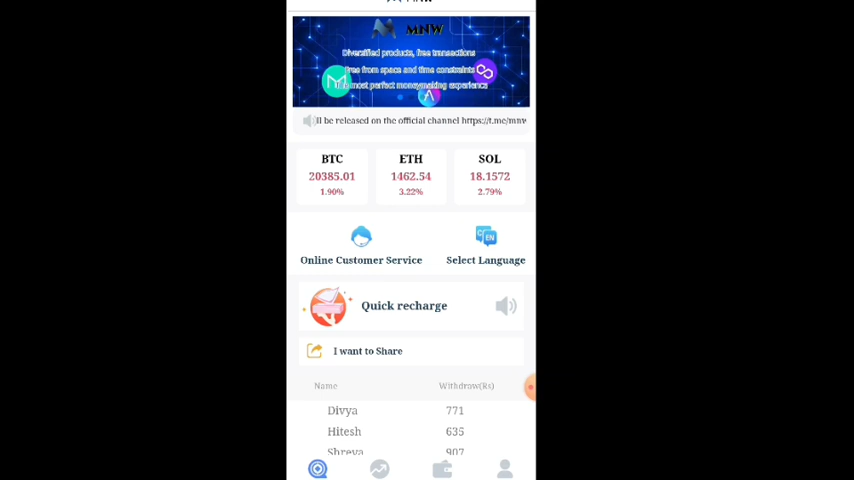 MNW
Diversified products, free transactions
Free from space and time constraints
The most perfect moneymaking experience
ll be released on the official channel https://t.me/mnw
BTC
ETH
SOL
20385.01
1462.54
18.1572
1.90%
3.22%
2.79%
EN
Online Customer Service
Select Language
Quick recharge
I want to Share
Name
Withdraw(Rs)
Divya
771
Hitesh
635
Shreya
907